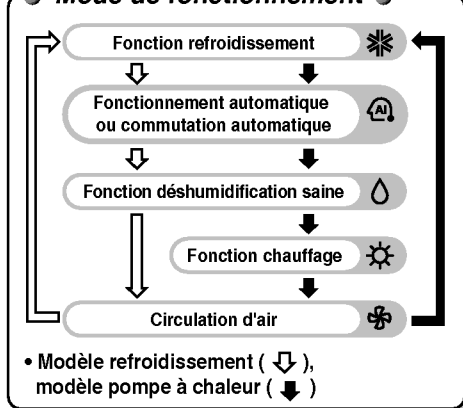 Mode de fonctionnement
Fonction refroidissement
Fonctionnement automatique
ou commutation automatique
AI
Fonction déshumidification saine
Fonction chauffage
Circulation d'air
• Modèle refroidissement ( ),
modèle pompe à chaleur ( )